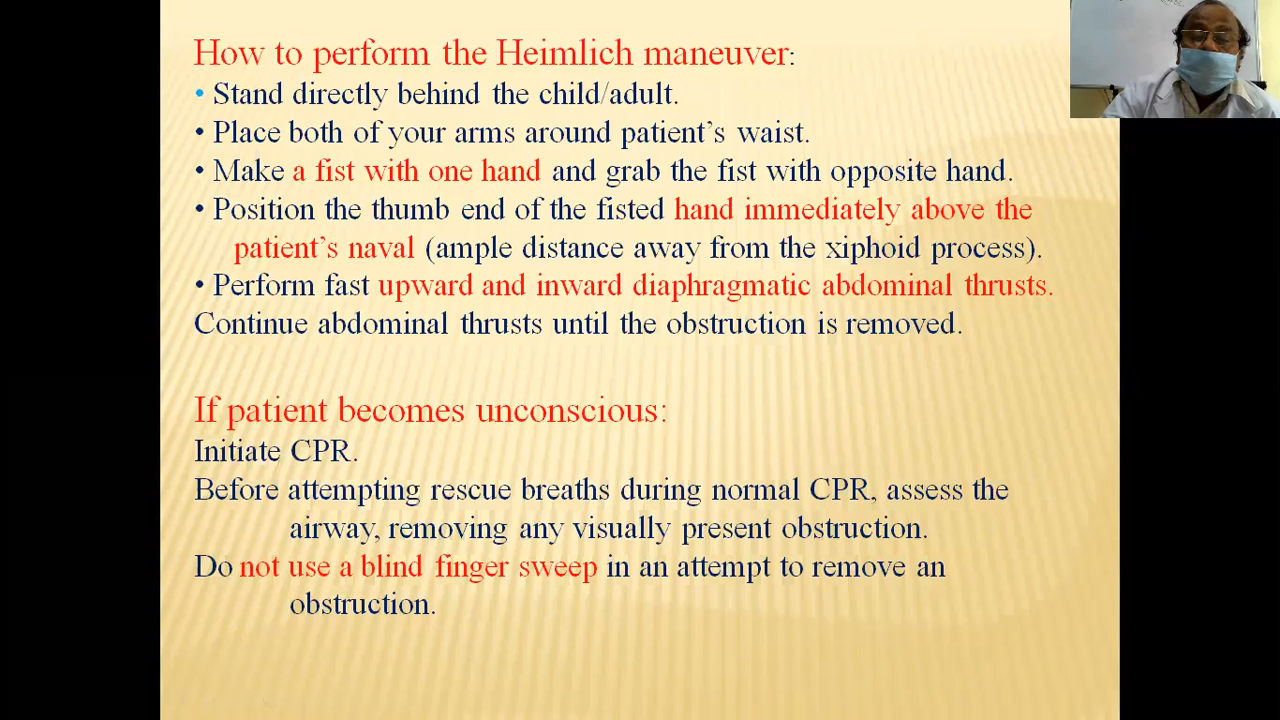 How to perform the Heimlich maneuver:
• Stand directly behind the child/adult.
• Place both of your arms around patient’s waist.
• Make a fist with one hand and grab the fist with opposite hand.
• Position the thumb end of the fisted hand immediately above the
patient’s naval (ample distance away from the xiphoid process).
• Perform fast upward and inward diaphragmatic abdominal thrusts.
Continue abdominal thrusts until the obstruction is removed.
If patient becomes unconscious:
Initiate CPR.
Before attempting rescue breaths during normal CPR, assess the
airway, removing any visually present obstruction.
Do not use a blind finger sweep in an attempt to remove an
obstruction.